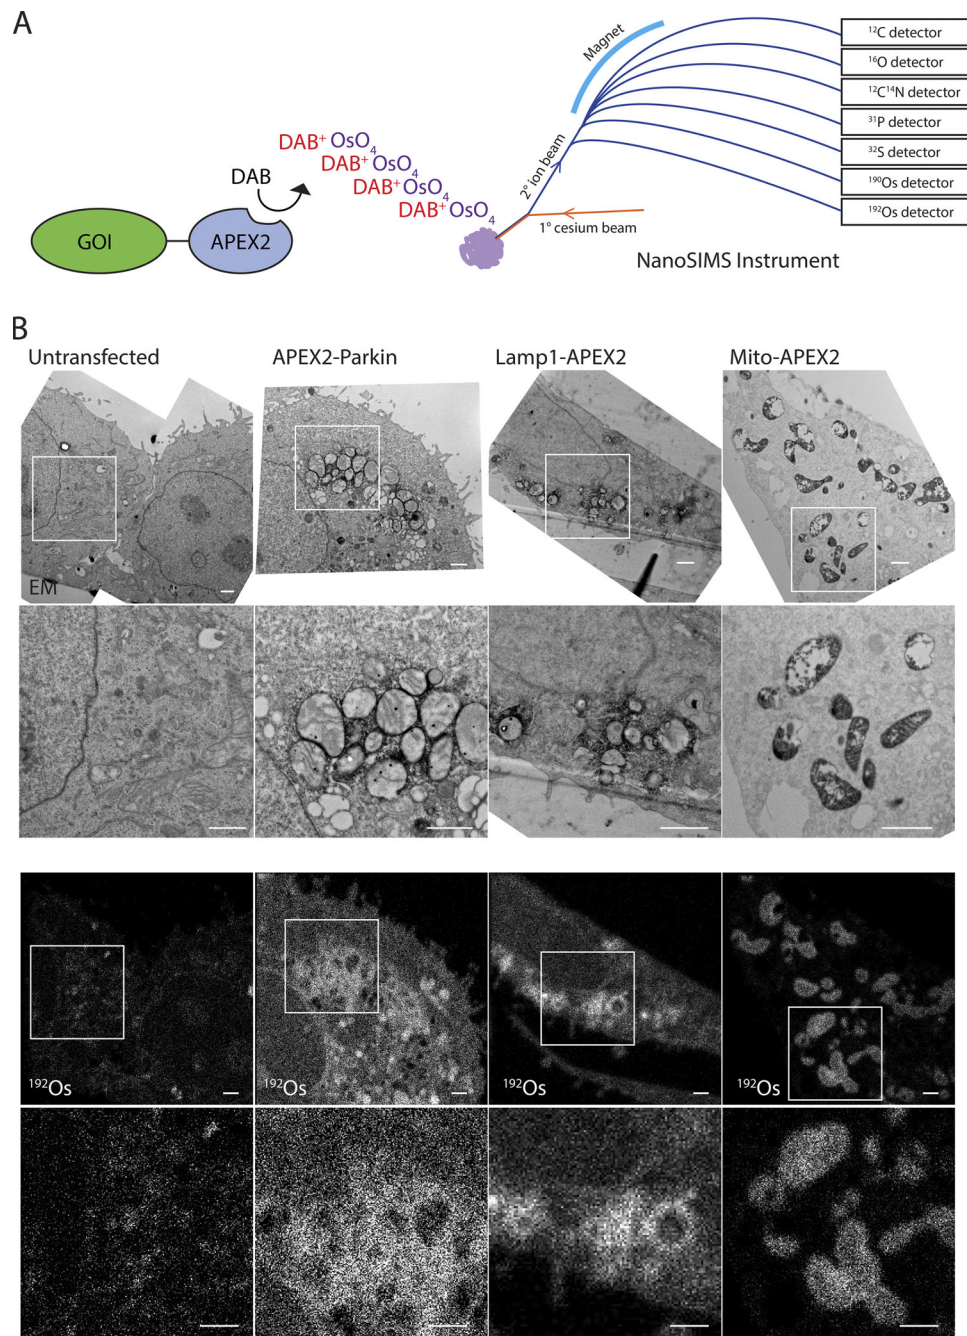 A
Magnet
¹²C detector
¹⁶O detector
¹²C¹⁴N detector
³¹P detector
³²S detector
¹⁹⁰Os detector
¹⁹²Os detector
2° ion beam
1° cesium beam
NanoSIMS Instrument
DAB⁺ OsO₄
DAB⁺ OsO₄
DAB⁺ OsO₄
DAB⁺ OsO₄
DAB
GOI
APEX2
B
Untransfected
APEX2-Parkin
Lamp1-APEX2
Mito-APEX2
EM
¹⁹²Os
¹⁹²Os
¹⁹²Os
¹⁹²Os